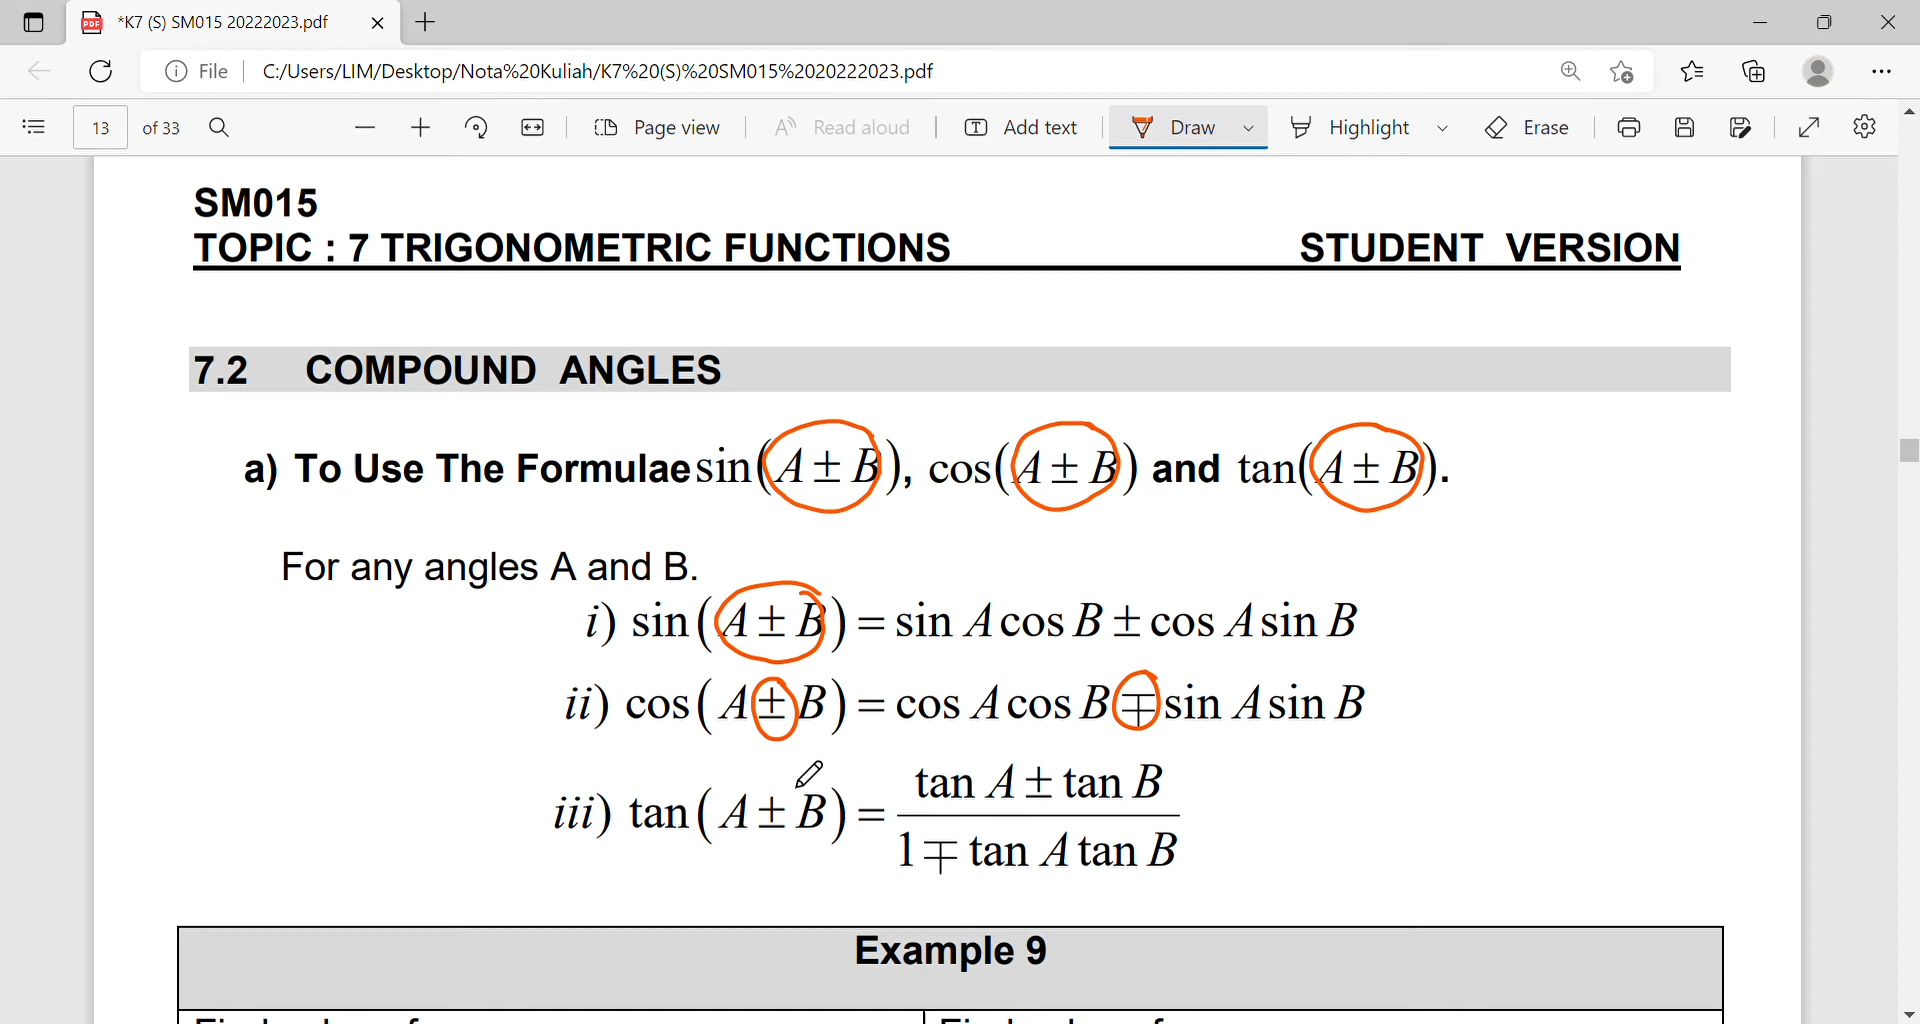 *K7 (S) SM015 20222023.pdf
File C:/Users/LIM/Desktop/Nota%20Kuliah/K7%20(S)%20SM015%2020222023.pdf
13 of 33 Page view Read aloud Add text Draw Highlight Erase
SM015
TOPIC : 7 TRIGONOMETRIC FUNCTIONS STUDENT VERSION
7.2 COMPOUND ANGLES
a) To Use The Formulae sin(A ± B), cos(A ± B) and tan(A ± B).
For any angles A and B.
i) sin(A ± B) = sin A cos B ± cos A sin B
ii) cos(A ± B) = cos A cos B ∓ sin A sin B
iii) tan(A ± B) = (tan A ± tan B) / (1 ∓ tan A tan B)
Example 9